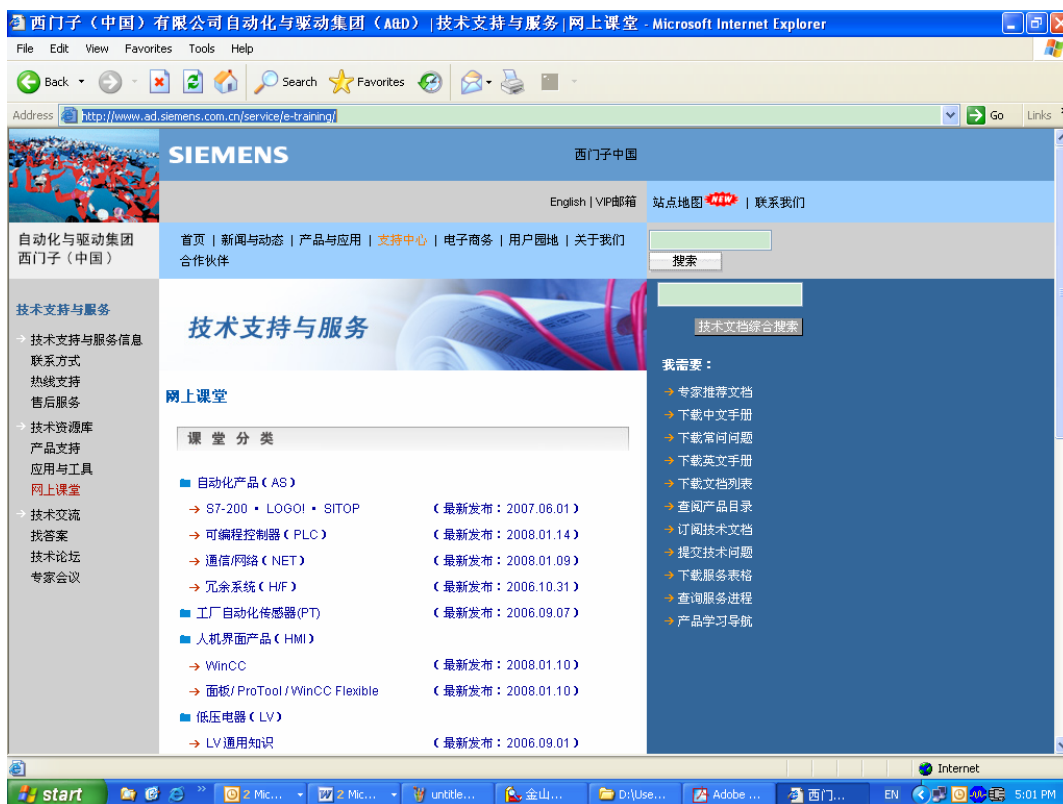 西门子（中国）有限公司自动化与驱动集团（A&D）|技术支持与服务|网上课堂 - Microsoft Internet Explorer
File Edit View Favorites Tools Help
Back Search Favorites
Address http://www.ad.siemens.com.cn/service/e-training/ Go Links
SIEMENS 西门子中国
English | VIP邮箱 站点地图 NEW | 联系我们
自动化与驱动集团
西门子（中国）
首页 | 新闻与动态 | 产品与应用 | 支持中心 | 电子商务 | 用户园地 | 关于我们
合作伙伴
搜索
技术支持与服务
技术支持与服务信息
联系方式
热线支持
售后服务
技术资源库
产品支持
应用与工具
网上课堂
技术交流
找答案
技术论坛
专家会议
技术支持与服务
网上课堂
课 堂 分 类
自动化产品（AS）
S7-200 ▪ LOGO! ▪ SITOP （最新发布：2007.06.01）
可编程控制器（PLC） （最新发布：2008.01.14）
通信/网络（NET） （最新发布：2008.01.09）
冗余系统（H/F） （最新发布：2006.10.31）
工厂自动化传感器(PT) （最新发布：2006.09.07）
人机界面产品（HMI）
WinCC （最新发布：2008.01.10）
面板/ ProTool / WinCC Flexible （最新发布：2008.01.10）
低压电器（LV）
LV通用知识 （最新发布：2006.09.01）
技术文档综合搜索
我需要：
专家推荐文档
下载中文手册
下载常问问题
下载英文手册
下载文档列表
查阅产品目录
订阅技术文档
提交技术问题
下载服务表格
查询服务进程
产品学习导航
Internet
start 2 Mic... 2 Mic... untitle... 金山... D:\Use... Adobe ... 西门... EN 5:01 PM